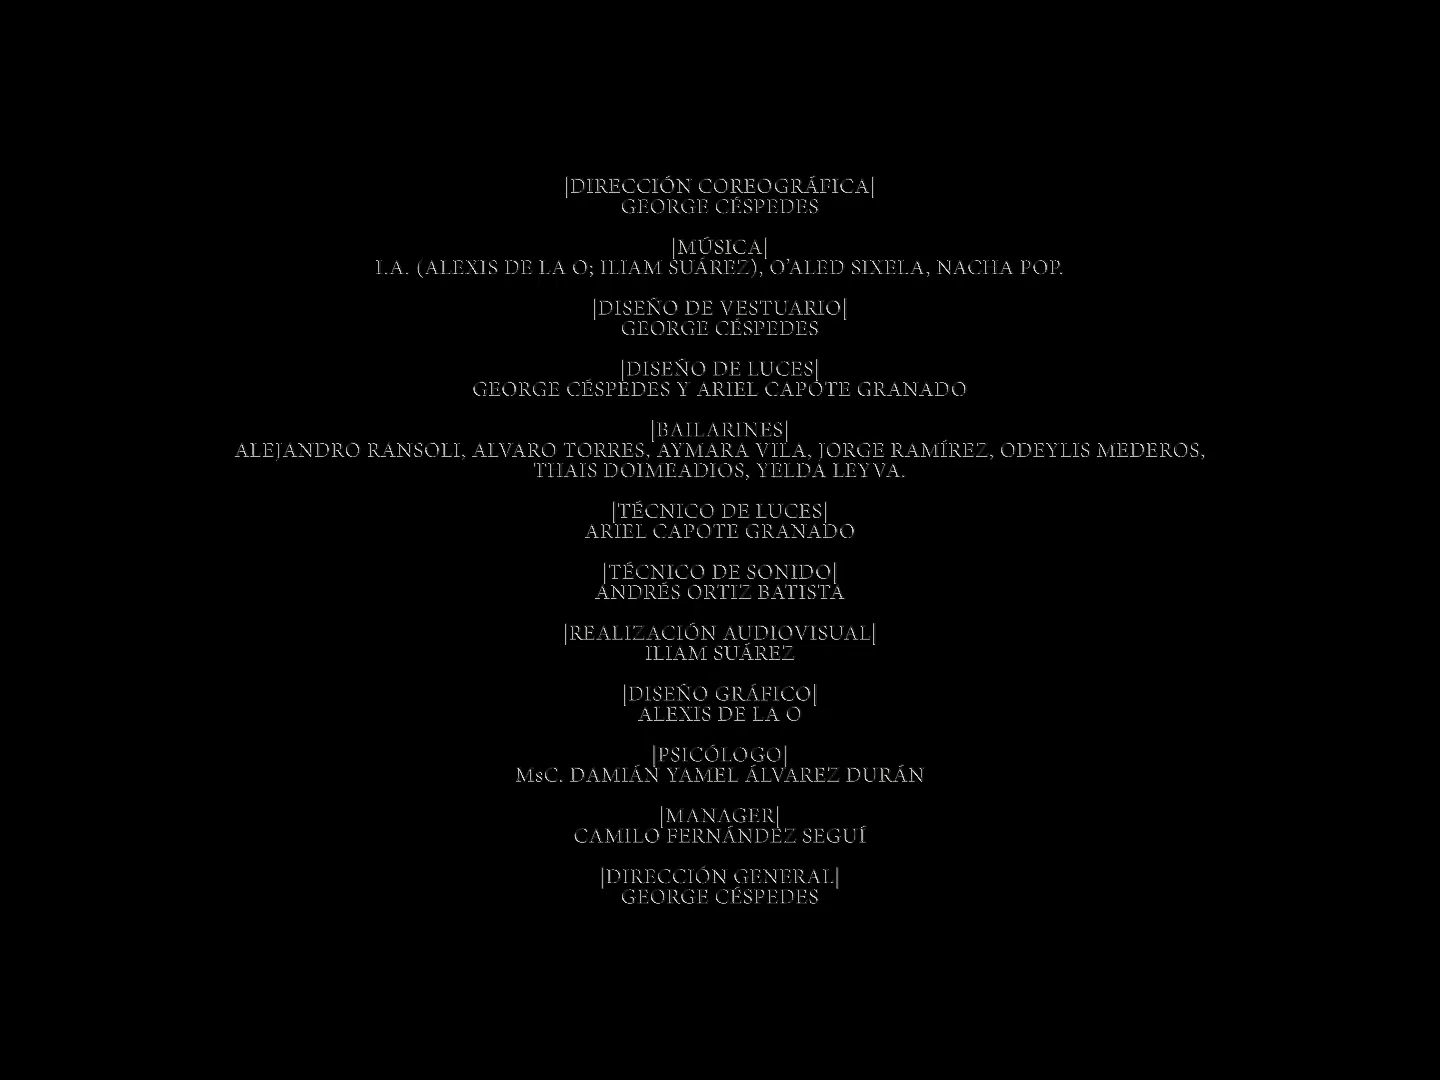 |DIRECCIÓN COREOGRÁFICA|
GEORGE CÉSPEDES
|MÚSICA|
I.A. (ALEXIS DE LA O; ILIAM SUÁREZ), O’ALED SIXELA, NACHA POP.
|DISEÑO DE VESTUARIO|
GEORGE CÉSPEDES
|DISEÑO DE LUCES|
GEORGE CÉSPEDES Y ARIEL CAPOTE GRANADO
|BAILARINES|
ALEJANDRO RANSOLI, ALVARO TORRES, AYMARA VILA, JORGE RAMÍREZ, ODEYLIS MEDEROS,
THAIS DOIMEADIOS, YELDA LEYVA.
|TÉCNICO DE LUCES|
ARIEL CAPOTE GRANADO
|TÉCNICO DE SONIDO|
ANDRÉS ORTIZ BATISTA
|REALIZACIÓN AUDIOVISUAL|
ILIAM SUÁREZ
|DISEÑO GRÁFICO|
ALEXIS DE LA O
|PSICÓLOGO|
MsC. DAMIÁN YAMEL ÁLVAREZ DURÁN
|MANAGER|
CAMILO FERNÁNDEZ SEGUÍ
|DIRECCIÓN GENERAL|
GEORGE CÉSPEDES